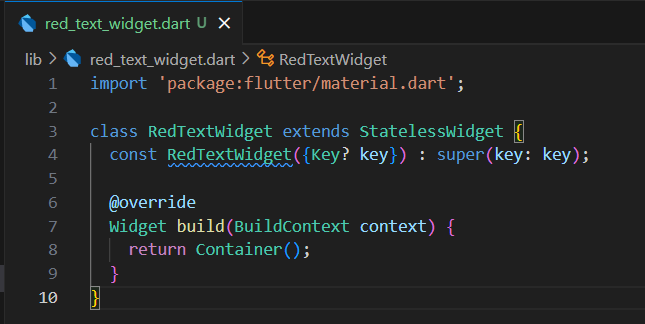 red_text_widget.dart U
lib > red_text_widget.dart > RedTextWidget
1 import 'package:flutter/material.dart';
2
3 class RedTextWidget extends StatelessWidget {
4 const RedTextWidget({Key? key}) : super(key: key);
5
6 @override
7 Widget build(BuildContext context) {
8 return Container();
9 }
10 }